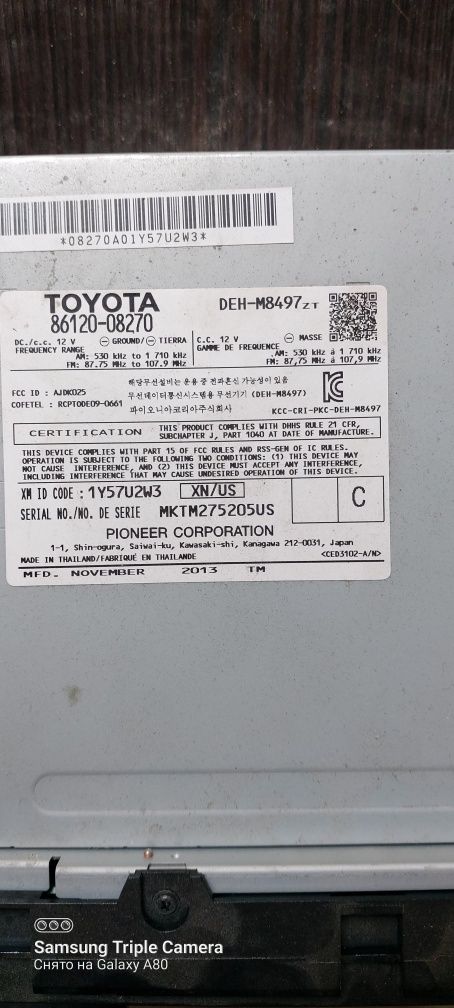 *08270A01Y57U2W3*
TOYOTA
86120-08270
DEH-M8497ZT
DC./c.c. 12 V ⊖ GROUND/⊖ TIERRA
FREQUENCY RANGE
AM: 530 kHz to 1 710 kHz
FM: 87.75 MHz to 107.9 MHz
C.C. 12 V ⊖ MASSE
GAMME DE FREQUENCE
AM: 530 kHz à 1 710 kHz
FM: 87,75 MHz à 107,9 MHz
해당무선설비는 운용 중 전파혼신 가능성이 있음
FCC ID : AJDK025
무선데이터통신시스템용 무선기기 (DEH-M8497)
COFETEL : RCPTODE09-0661
파이오니아코리아주식회사
KCC-CRI-PKC-DEH-M8497
CERTIFICATION
THIS PRODUCT COMPLIES WITH DHHS RULE 21 CFR,
SUBCHAPTER J, PART 1040 AT DATE OF MANUFACTURE.
THIS DEVICE COMPLIES WITH PART 15 OF FCC RULES AND RSS-GEN OF IC RULES.
OPERATION IS SUBJECT TO THE FOLLOWING TWO CONDITIONS: (1) THIS DEVICE MAY
NOT CAUSE INTERFERENCE, AND (2) THIS DEVICE MUST ACCEPT ANY INTERFERENCE,
INCLUDING INTERFERENCE THAT MAY CAUSE UNDESIRED OPERATION OF THIS DEVICE.
XM ID CODE : 1Y57U2W3 XN/US
C
SERIAL NO./NO. DE SERIE MKTM275205US
PIONEER CORPORATION
1-1, Shin-ogura, Saiwai-ku, Kawasaki-shi, Kanagawa 212-0031, Japan
MADE IN THAILAND/FABRIQUÉ EN THAILANDE
<CED3102-A/N>
MFD. NOVEMBER 2013 TM
Samsung Triple Camera
Снято на Galaxy A80